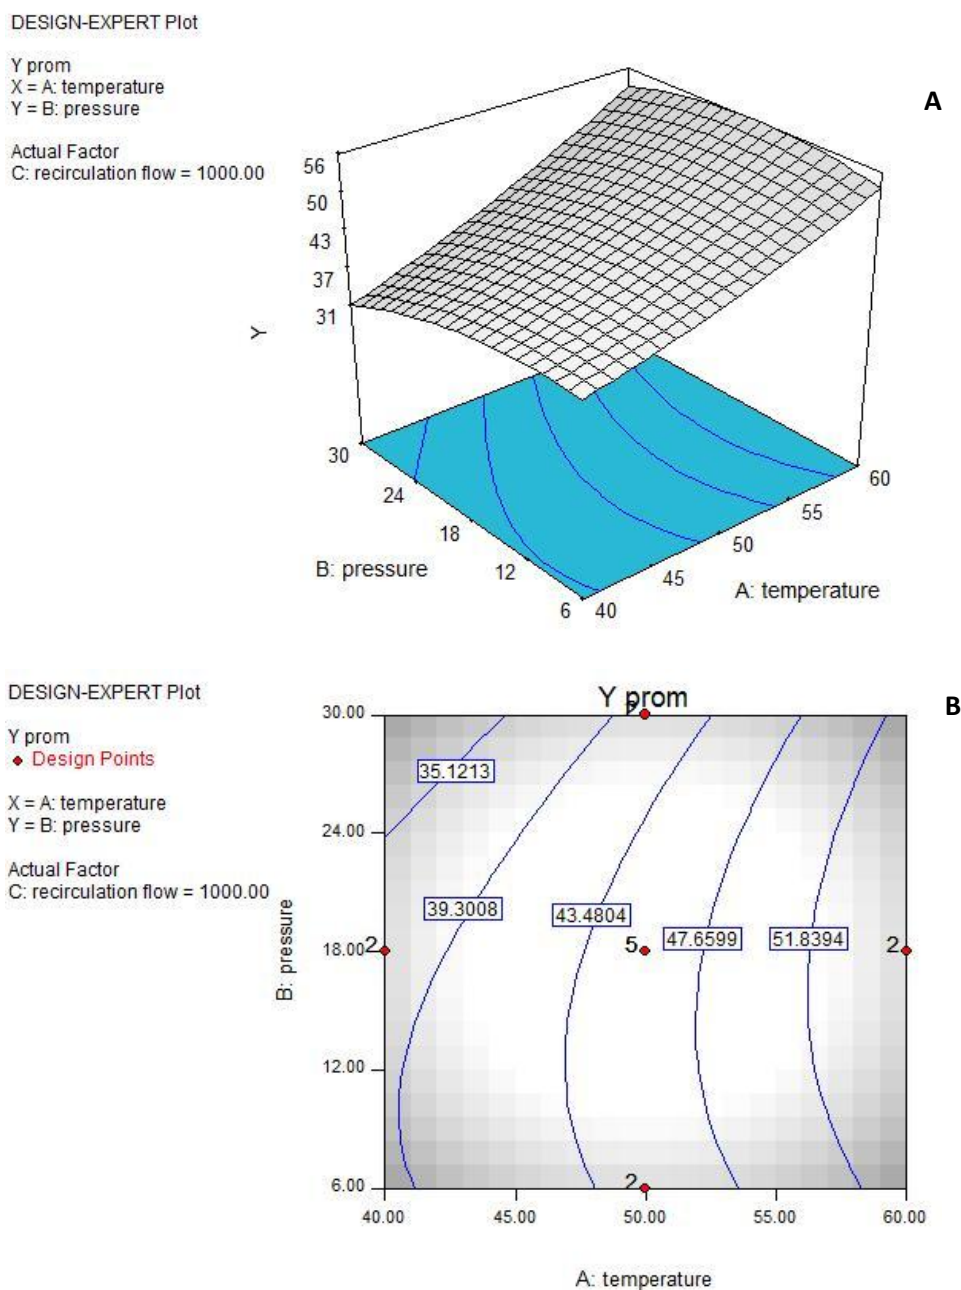 DESIGN-EXPERT Plot
Y prom
X = A: temperature
Y = B: pressure
Actual Factor
C: recirculation flow = 1000.00
A
56
50
43
37
31
Y
30
24
18
12
6
B: pressure
40
45
50
55
60
A: temperature
DESIGN-EXPERT Plot
Y prom
Design Points
X = A: temperature
Y = B: pressure
Actual Factor
C: recirculation flow = 1000.00
Y prom
B
30.00
24.00
18.00
12.00
6.00
B: pressure
35.1213
39.3008
43.4804
47.6599
51.8394
2
5
2
2
40.00
45.00
50.00
55.00
60.00
A: temperature